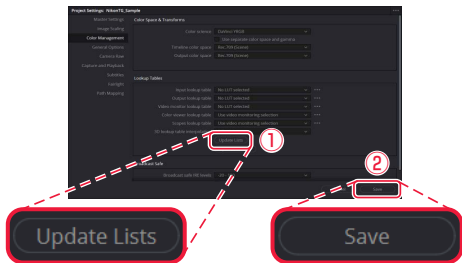 Project Settings: NikonTG_Sample
Master Settings
Color Space & Transforms
Image Scaling
Color science DaVinci YRGB
Color Management
Use separate color space and gamma
General Options
Timeline color space Rec.709 (Scene)
Camera Raw
Output color space Rec.709 (Scene)
Capture and Playback
Subtitles
Lookup Tables
Fairlight
Path Mapping
Input lookup table No LUT selected
Output lookup table No LUT selected
Video monitor lookup table No LUT selected
Color viewer lookup table Use video monitoring selection
Scopes lookup table Use video monitoring selection
3D lookup table interpolation
Update Lists
1
Broadcast Safe
2
Broadcast safe IRE levels -20
Save
Update Lists
Save